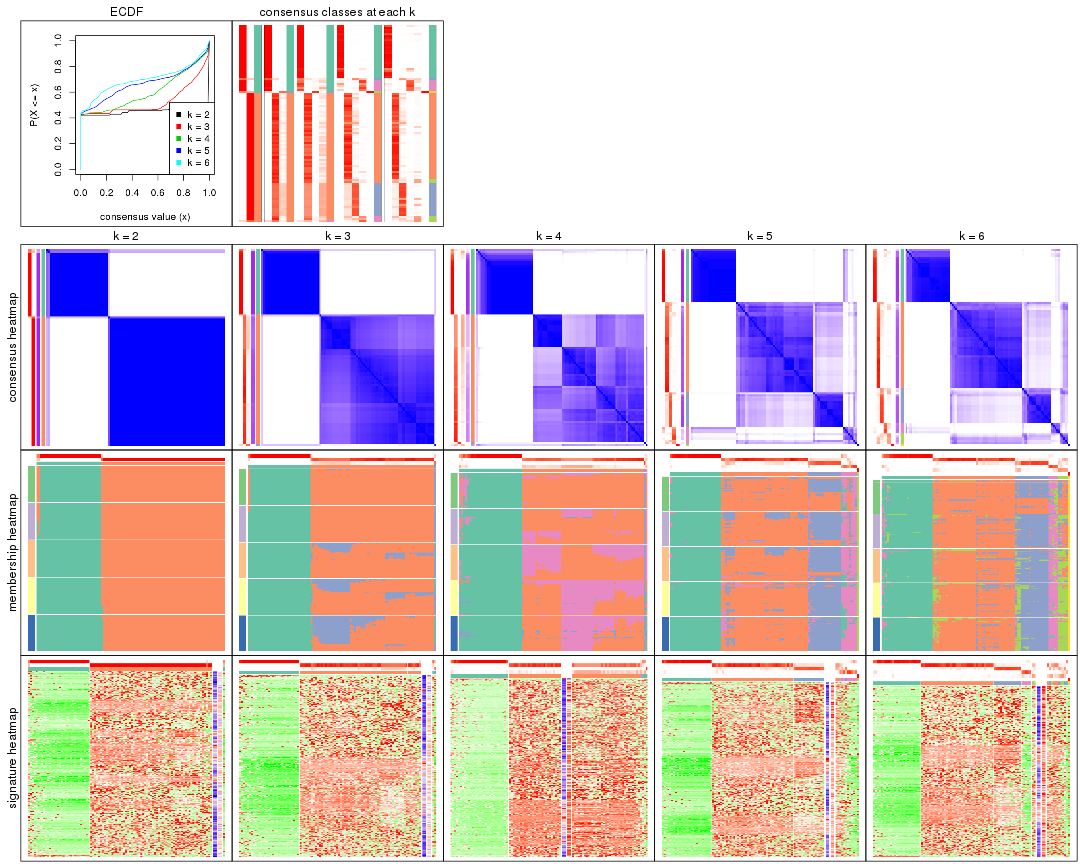 ECDF
consensus classes at each k
P(X <= x)
0.0 0.2 0.4 0.6 0.8 1.0
k = 2
k = 3
k = 4
k = 5
k = 6
0.0 0.2 0.4 0.6 0.8 1.0
consensus value (x)
k = 2
k = 3
k = 4
k = 5
k = 6
consensus heatmap
membership heatmap
signature heatmap